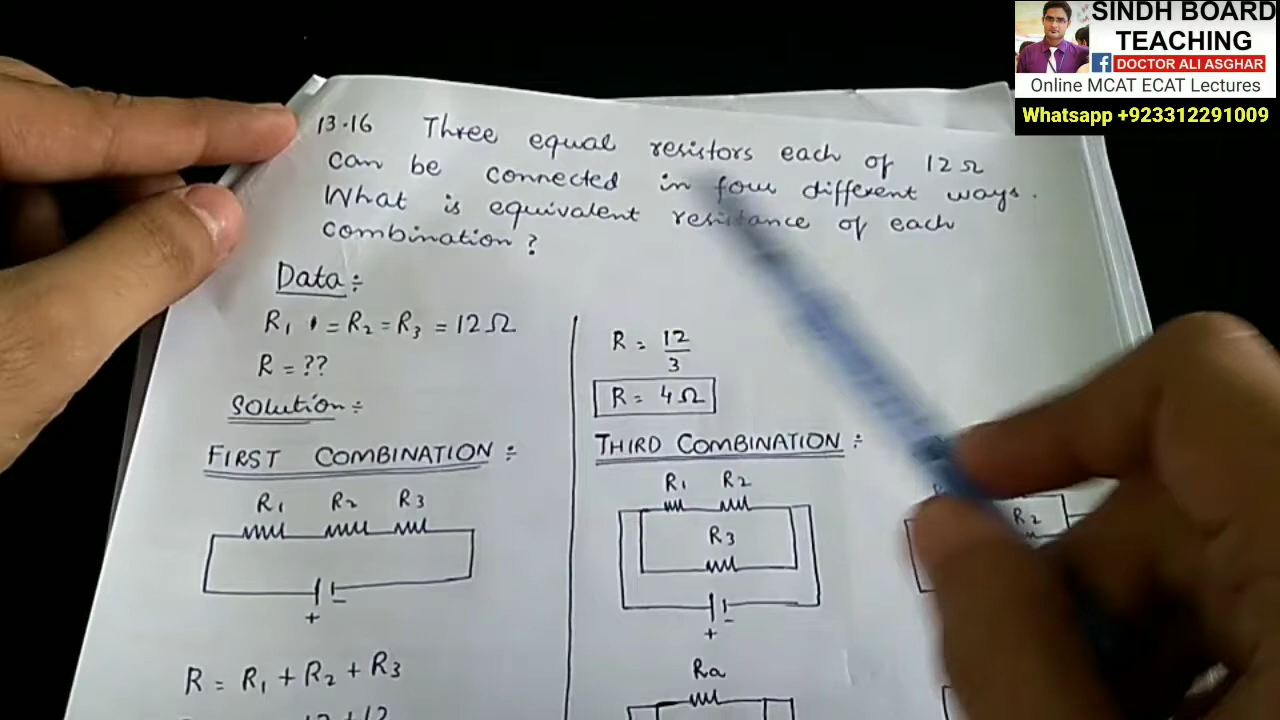 SINDH BOARD
TEACHING
DOCTOR ALI ASGHAR
Online MCAT ECAT Lectures
Whatsapp +923312291009
13.16 Three equal resistors each of 12Ω
can be connected in four different ways.
What is equivalent resistance of each
combination?
Data:
R₁ = R₂ = R₃ = 12Ω
R = ??
Solution:
FIRST COMBINATION:
R₁ R₂ R₃
+ -
R = R₁ + R₂ + R₃
12+12
R = 12/3
R = 4Ω
THIRD COMBINATION:
R₁ R₂
R₃
+ -
Ra
R₂